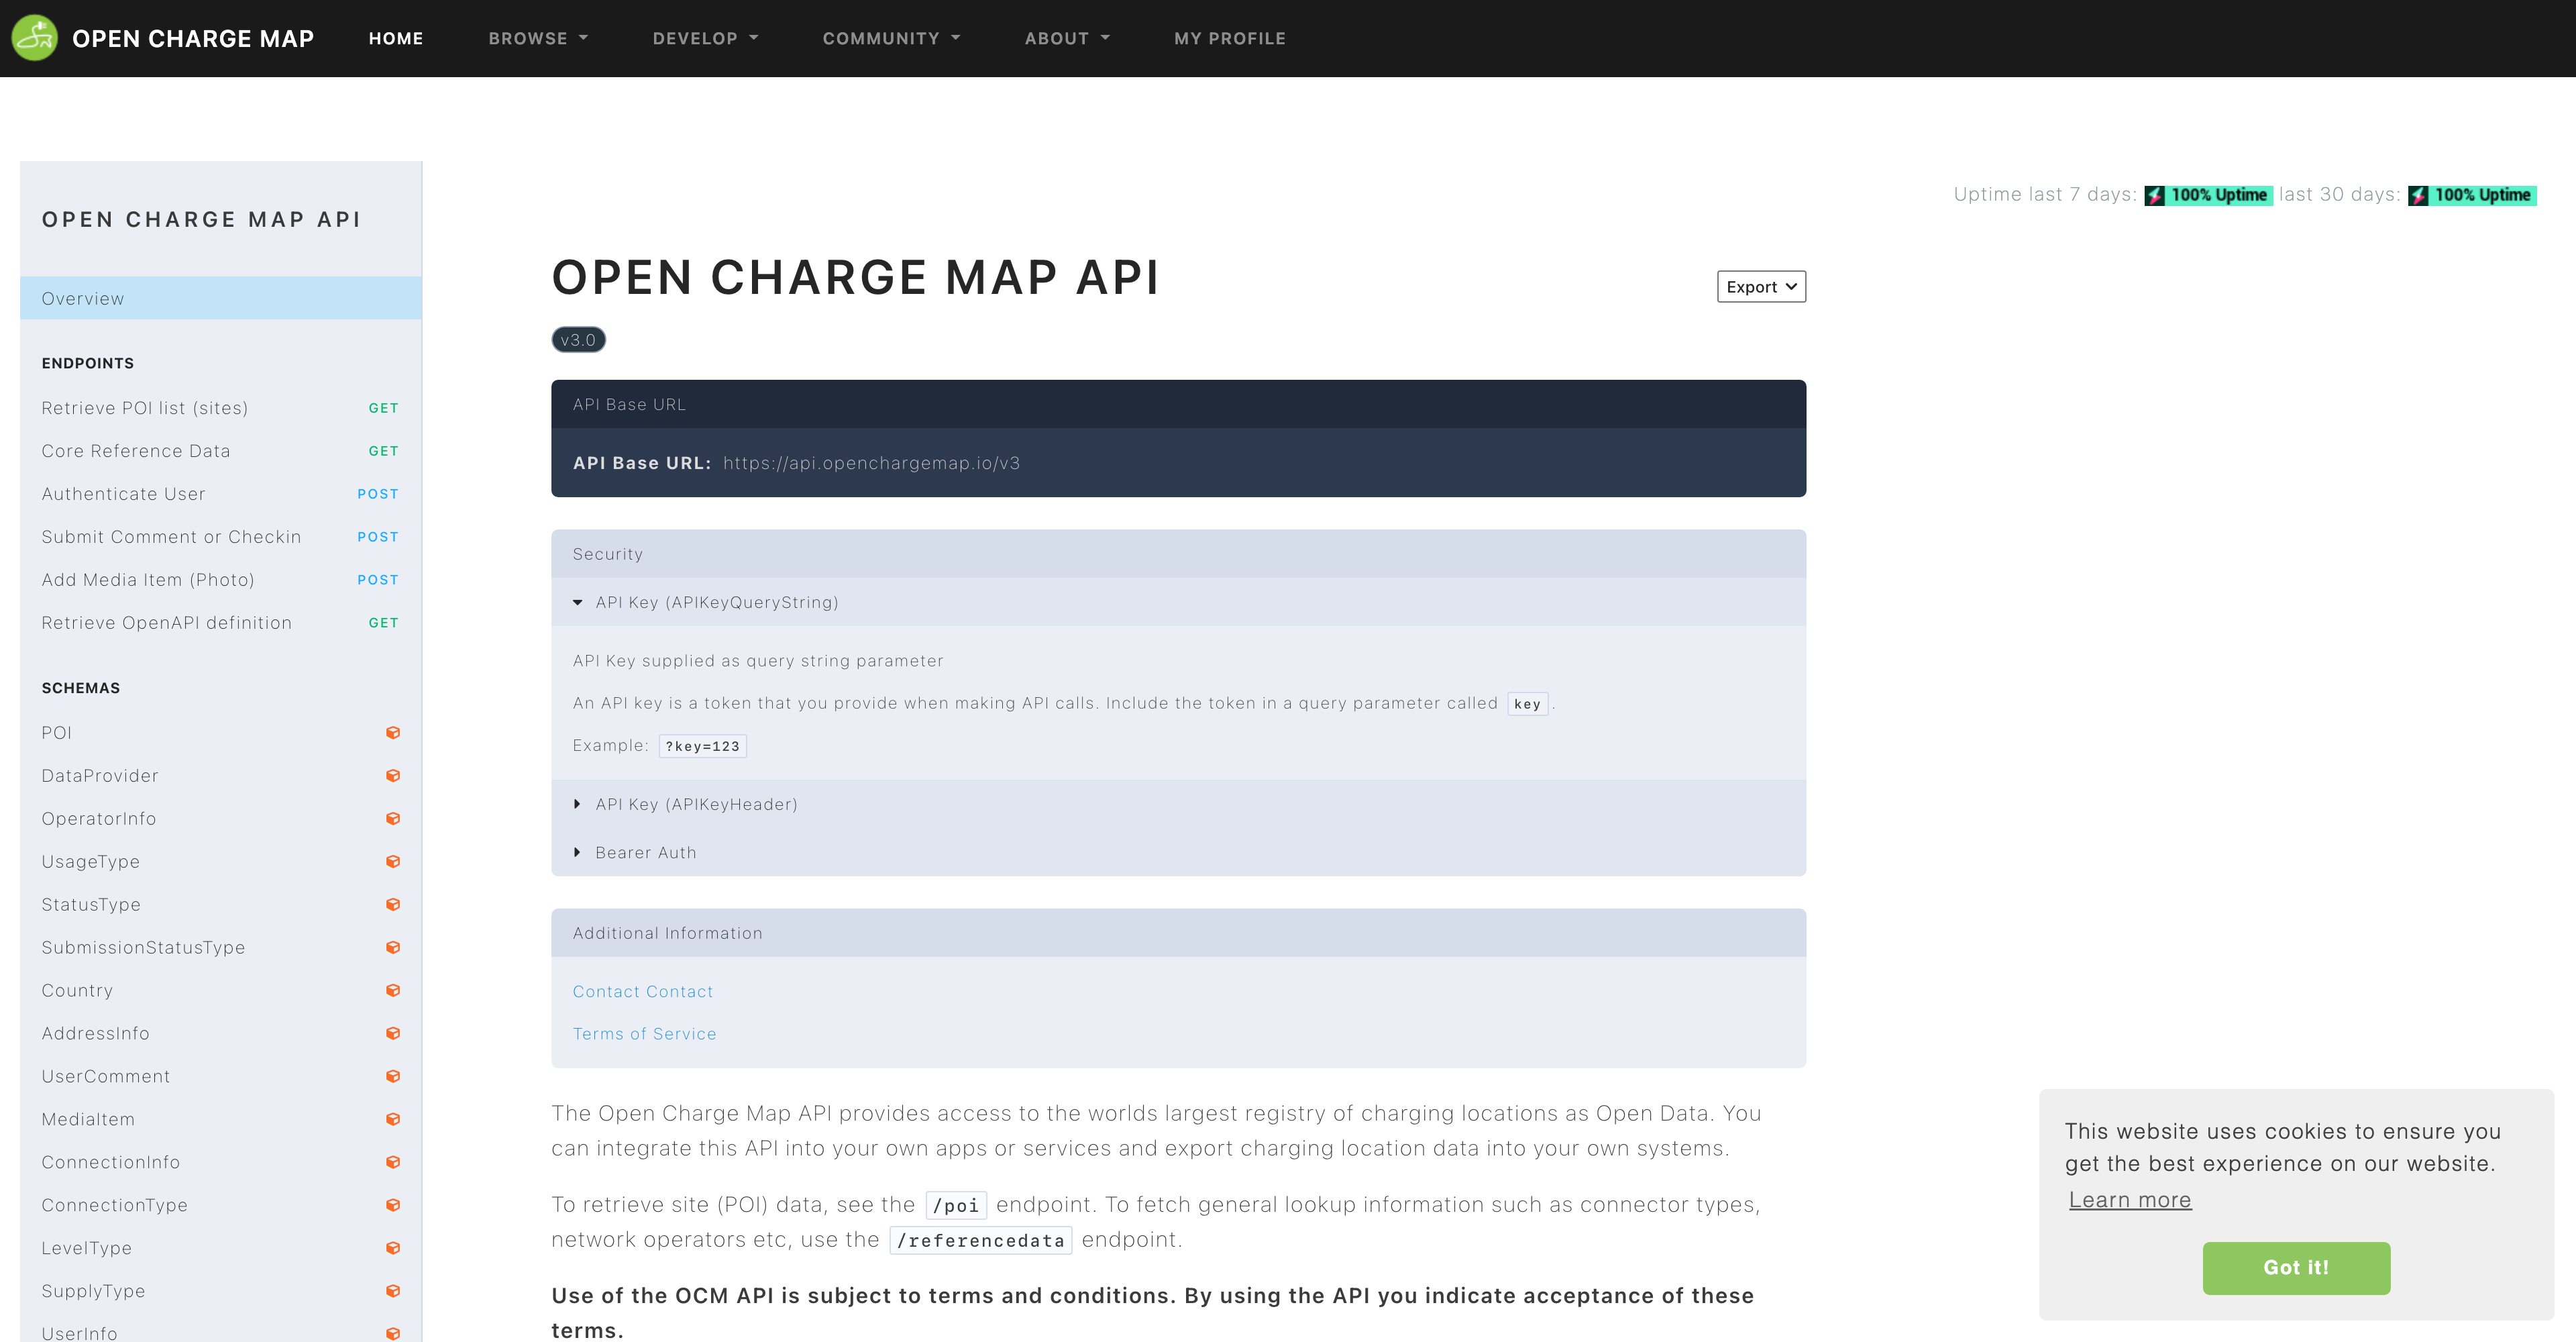 OPEN CHARGE MAP
HOME
BROWSE
DEVELOP
COMMUNITY
ABOUT
MY PROFILE
Uptime last 7 days: 100% Uptime last 30 days: 100% Uptime
OPEN CHARGE MAP API
Overview
ENDPOINTS
Retrieve POI list (sites) GET
Core Reference Data GET
Authenticate User POST
Submit Comment or Checkin POST
Add Media Item (Photo) POST
Retrieve OpenAPI definition GET
SCHEMAS
POI
DataProvider
OperatorInfo
UsageType
StatusType
SubmissionStatusType
Country
AddressInfo
UserComment
MediaItem
ConnectionInfo
ConnectionType
LevelType
SupplyType
UserInfo
OPEN CHARGE MAP API
Export
v3.0
API Base URL
API Base URL: https://api.openchargemap.io/v3
Security
API Key (APIKeyQueryString)
API Key supplied as query string parameter
An API key is a token that you provide when making API calls. Include the token in a query parameter called key.
Example: ?key=123
API Key (APIKeyHeader)
Bearer Auth
Additional Information
Contact Contact
Terms of Service
The Open Charge Map API provides access to the worlds largest registry of charging locations as Open Data. You
can integrate this API into your own apps or services and export charging location data into your own systems.
To retrieve site (POI) data, see the /poi endpoint. To fetch general lookup information such as connector types,
network operators etc, use the /referencedata endpoint.
Use of the OCM API is subject to terms and conditions. By using the API you indicate acceptance of these
terms.
This website uses cookies to ensure you
get the best experience on our website.
Learn more
Got it!